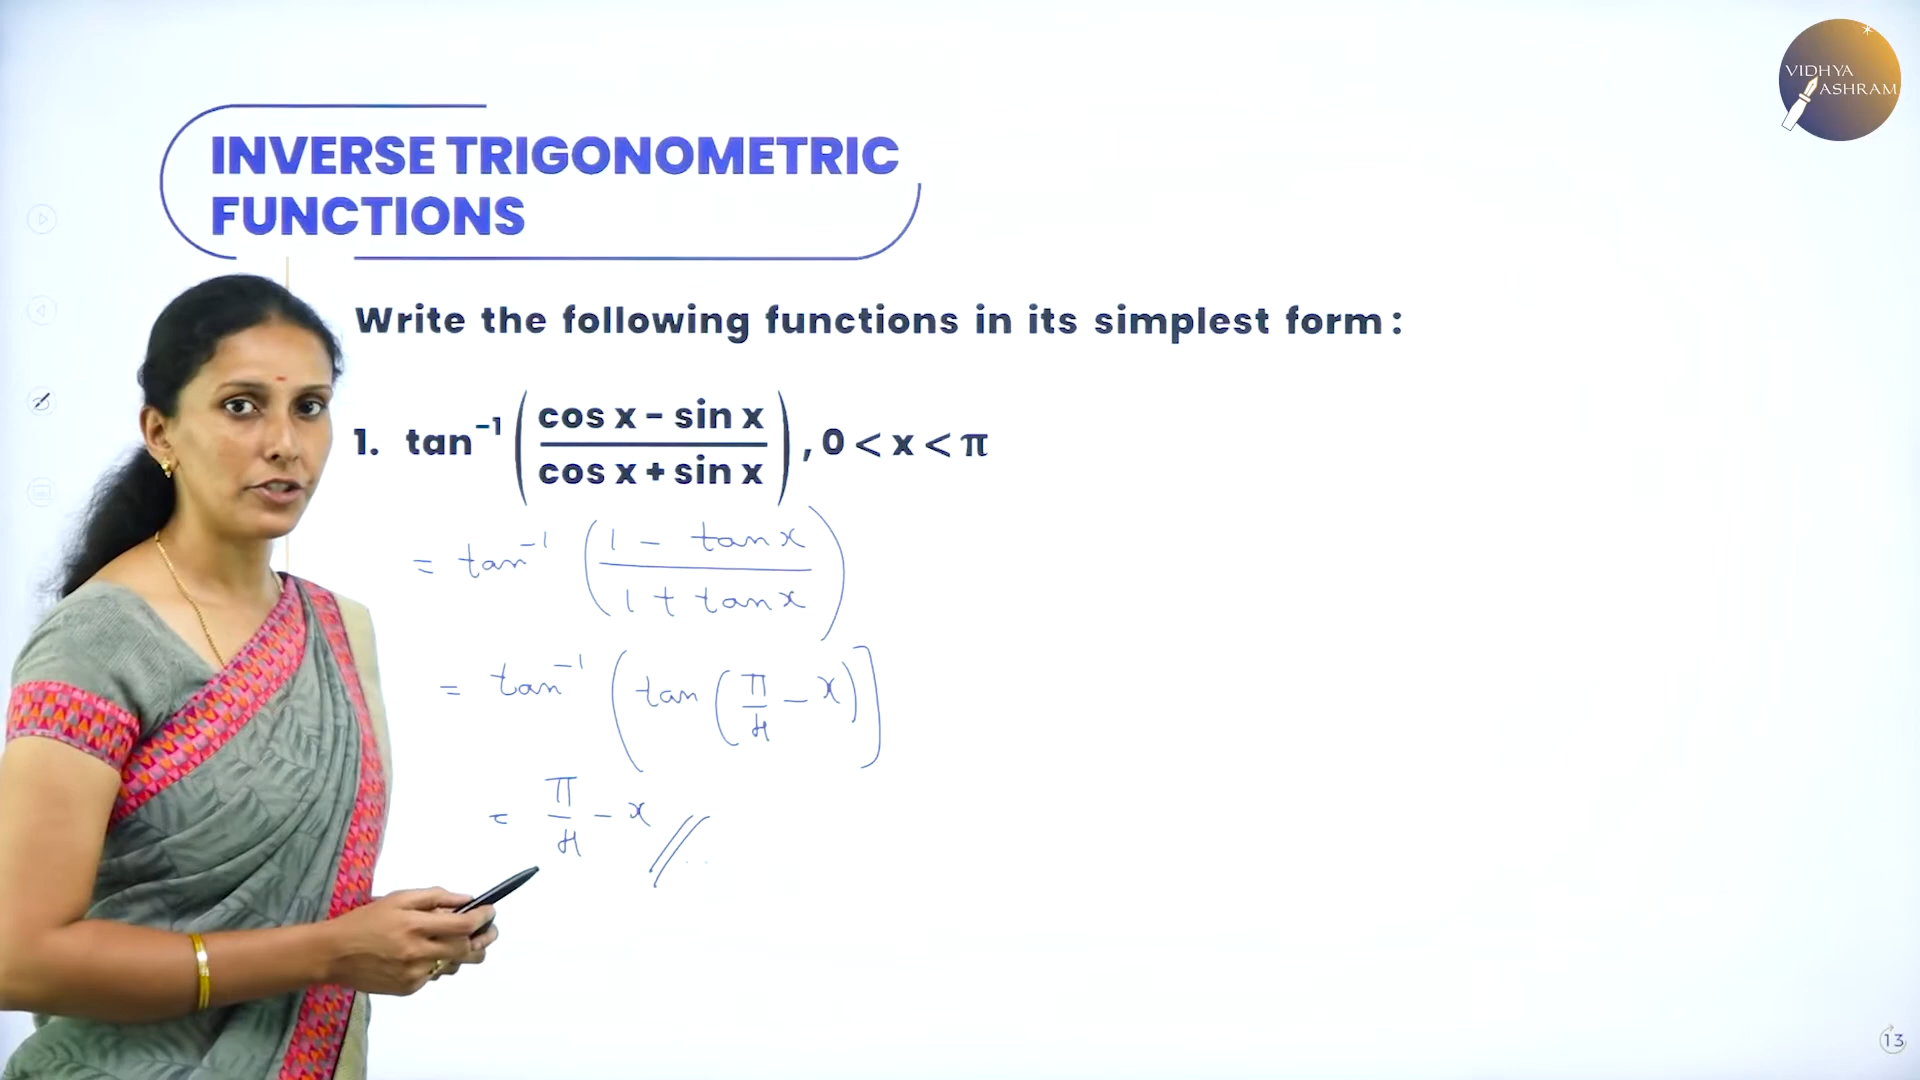 VIDHYA
ASHRAM
INVERSE TRIGONOMETRIC
FUNCTIONS
Write the following functions in its simplest form :
1. tan⁻¹ ( (cos x - sin x) / (cos x + sin x) ) , 0 < x < π
= tan⁻¹ ( (1 - tan x) / (1 + tan x) )
= tan⁻¹ ( tan ( π/4 - x ) ]
= π/4 - x //
13